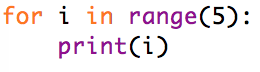 for i in range(5):
    print(i)